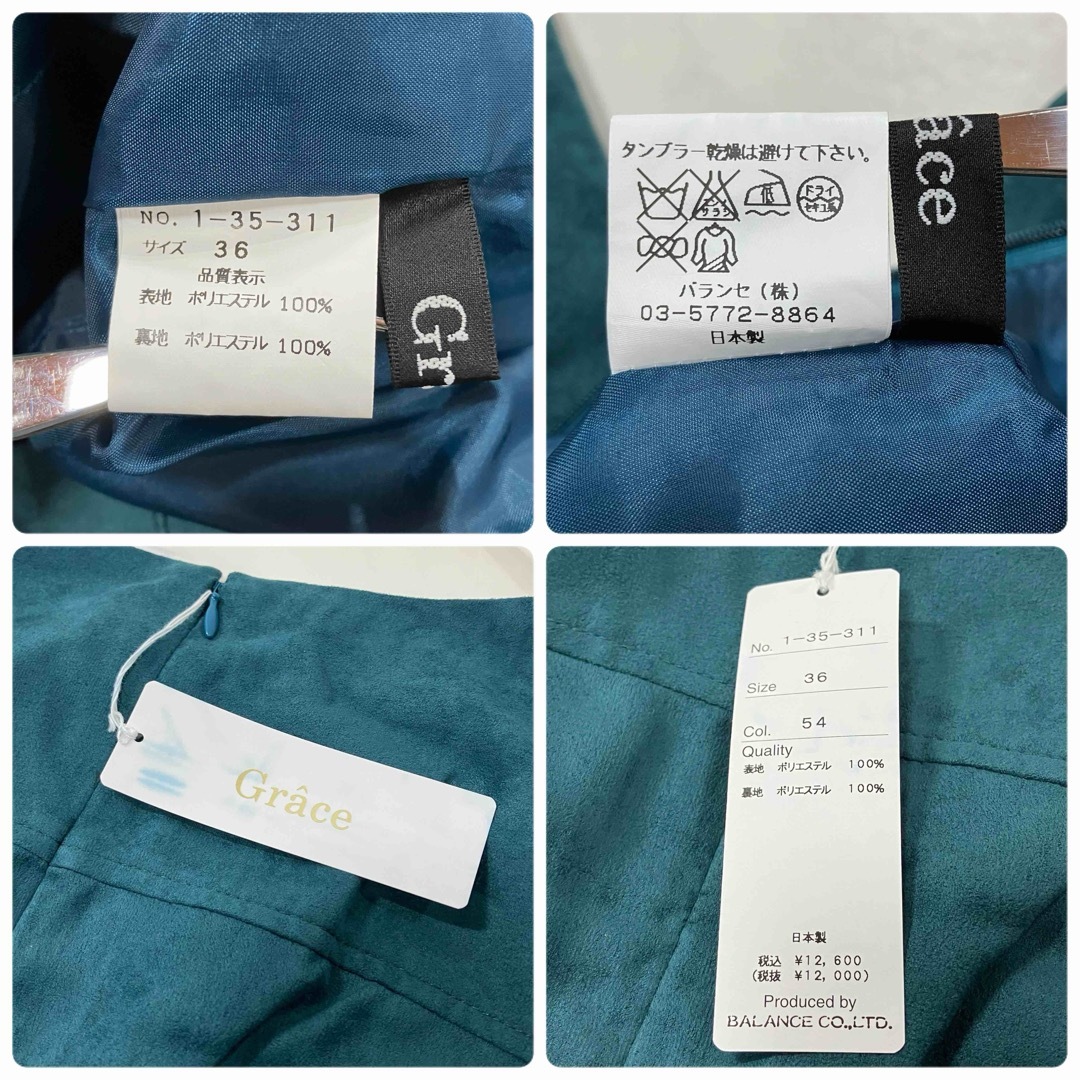 NO. 1-35-311
サイズ 36
品質表示
表地 ポリエステル 100%
裏地 ポリエステル 100%
Gr
タンブラー乾燥は避けて下さい。
サラシ
低
ドライ
セキユ系
バランセ(株)
03-5772-8864
日本製
âce
Grâce
No. 1-35-311
Size 36
Col. 54
Quality
表地 ポリエステル 100%
裏地 ポリエステル 100%
日本製
税込 ¥12,600
(税抜 ¥12,000)
Produced by
BALANCE CO.,LTD.